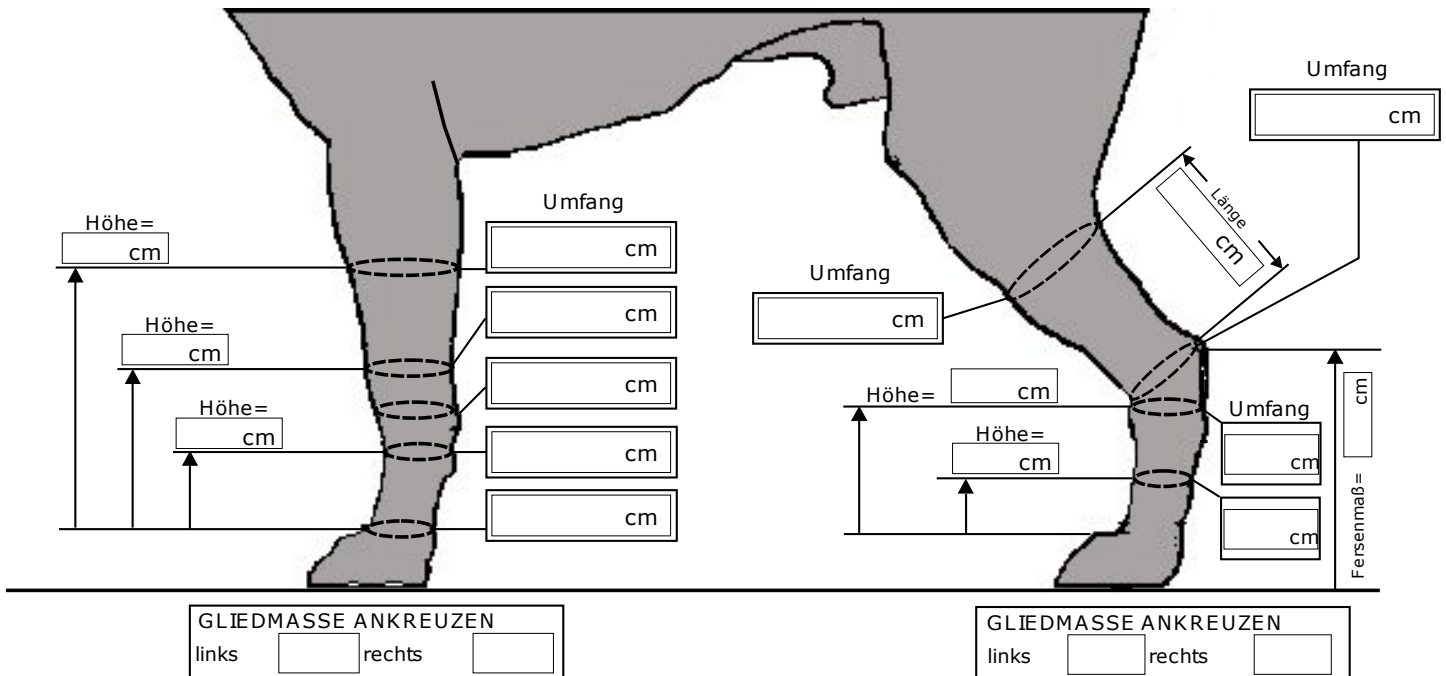 Umfang
cm
Länge
cm
Höhe=
cm
Umfang
cm
cm
cm
cm
cm
Höhe=
cm
Höhe=
cm
Umfang
cm
Höhe=
cm
Höhe=
cm
Umfang
cm
cm
Fersenmaß=
cm
GLIEDMASSE ANKREUZEN
links rechts
GLIEDMASSE ANKREUZEN
links rechts